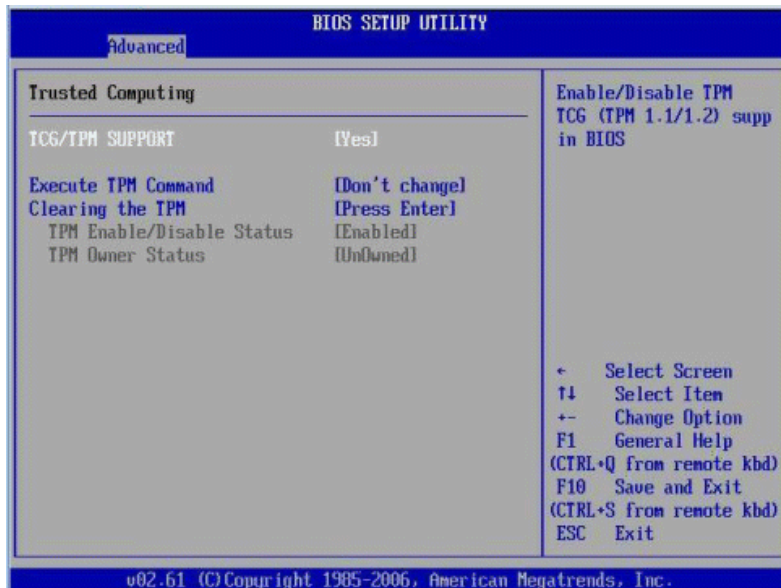 BIOS SETUP UTILITY
Advanced
Trusted Computing
TCG/TPM SUPPORT [Yes]
Execute TPM Command [Don't change]
Clearing the TPM [Press Enter]
TPM Enable/Disable Status [Enabled]
TPM Owner Status [UnOwned]
Enable/Disable TPM
TCG (TPM 1.1/1.2) supp
in BIOS
← Select Screen
↑↓ Select Item
+- Change Option
F1 General Help
(CTRL+Q from remote kbd)
F10 Save and Exit
(CTRL+S from remote kbd)
ESC Exit
v02.61 (C)Copyright 1985-2006, American Megatrends, Inc.